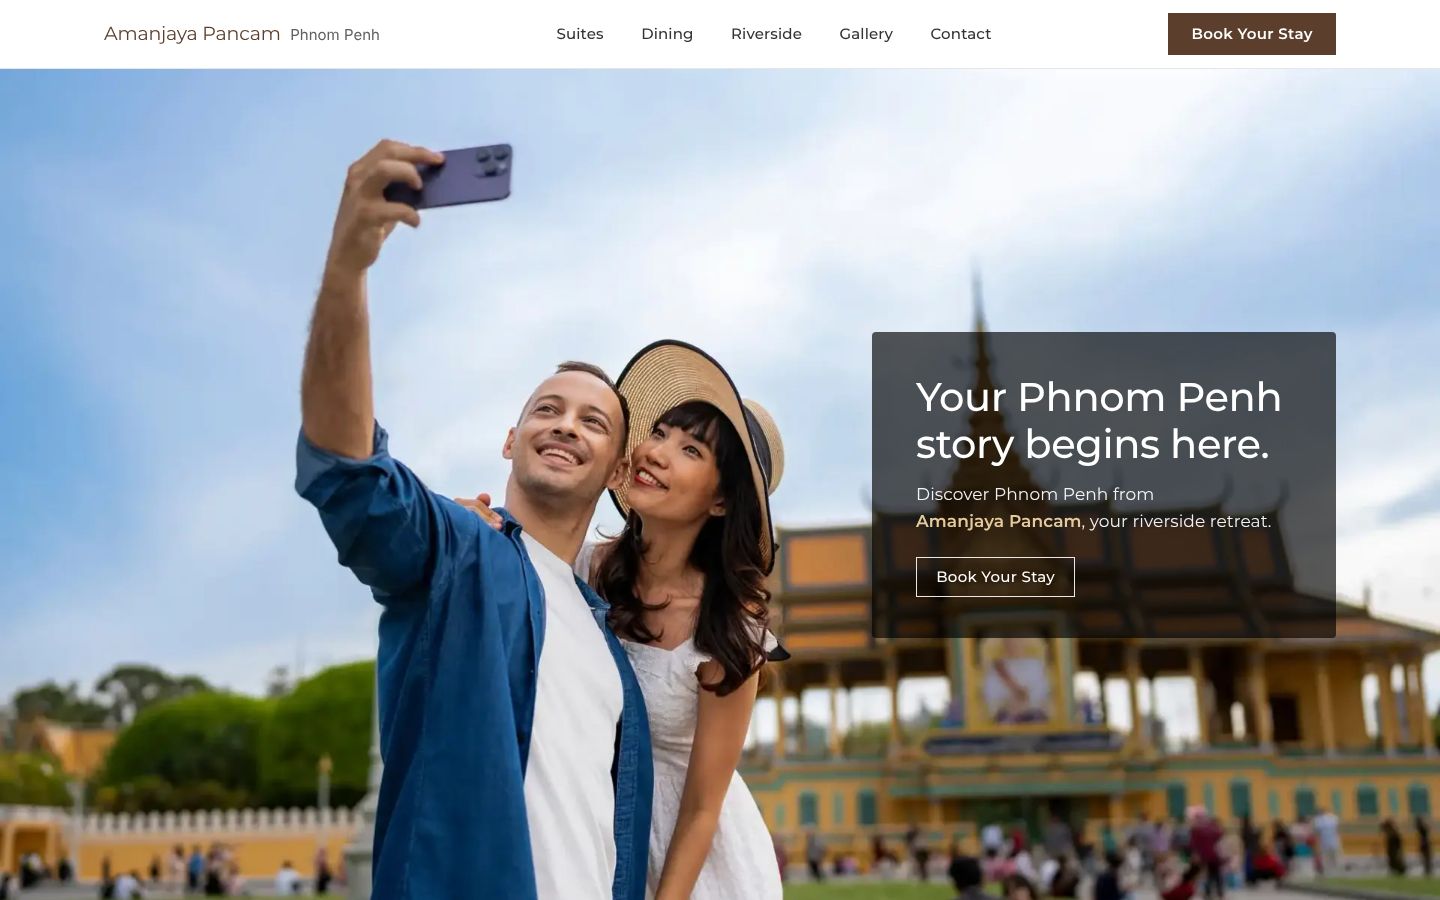 Amanjaya Pancam Phnom Penh
Suites Dining Riverside Gallery Contact
Book Your Stay
Your Phnom Penh
story begins here.
Discover Phnom Penh from
Amanjaya Pancam, your riverside retreat.
Book Your Stay